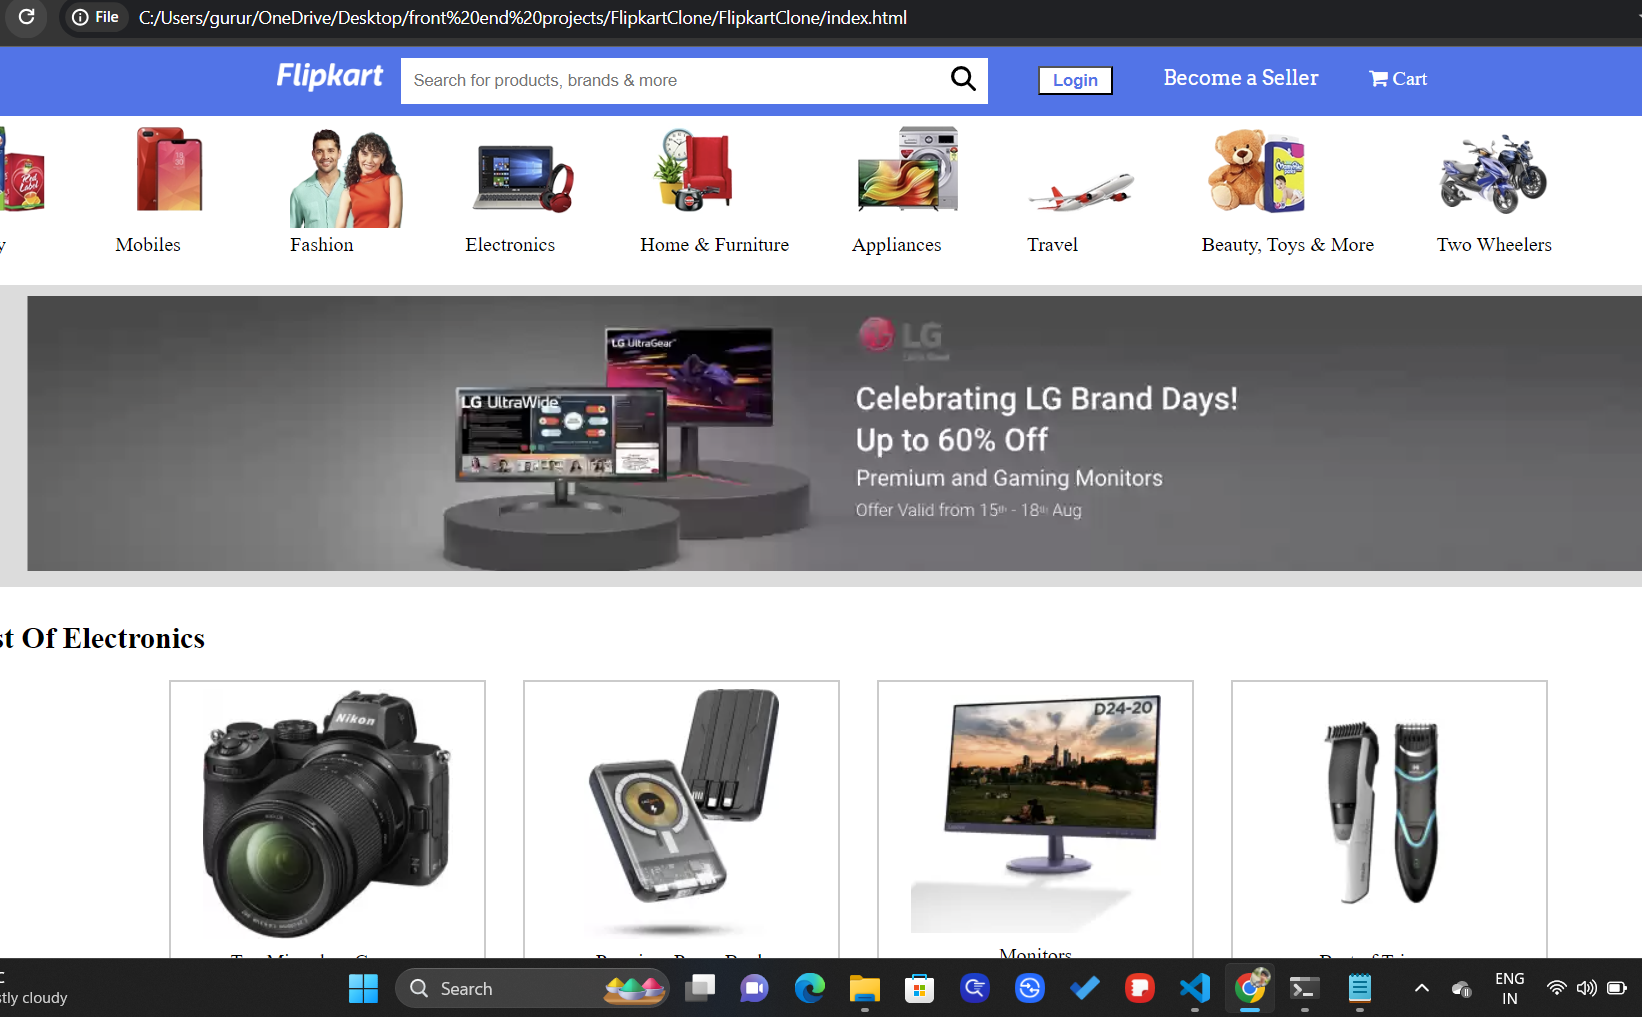 File C:/Users/gurur/OneDrive/Desktop/front%20end%20projects/FlipkartClone/FlipkartClone/index.html
Flipkart Search for products, brands & more Login Become a Seller Cart
Red Label
y Mobiles Fashion Electronics Home & Furniture Appliances Travel Beauty, Toys & More Two Wheelers
LG
LG UltraGear
LG UltraWide
Celebrating LG Brand Days!
Up to 60% Off
Premium and Gaming Monitors
Offer Valid from 15th - 18th Aug
st Of Electronics
Nikon
D24-20
Monitors
Search
ENG
IN
tly cloudy